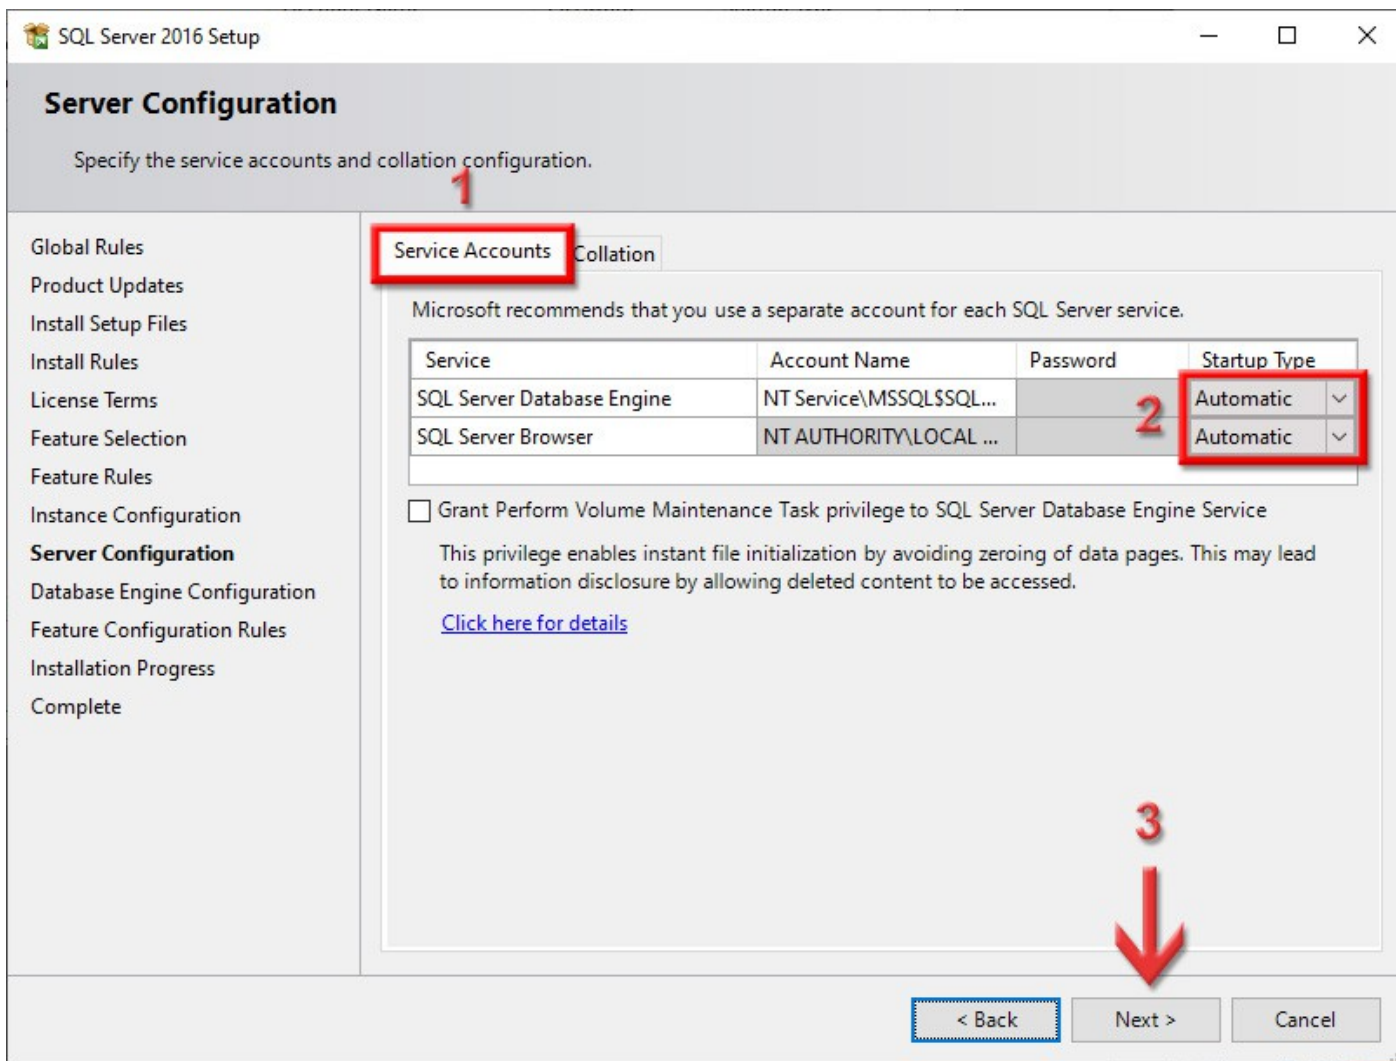 SQL Server 2016 Setup
Server Configuration
Specify the service accounts and collation configuration.
1
Global Rules
Product Updates
Install Setup Files
Install Rules
License Terms
Feature Selection
Feature Rules
Instance Configuration
Server Configuration
Database Engine Configuration
Feature Configuration Rules
Installation Progress
Complete
Service Accounts Collation
Microsoft recommends that you use a separate account for each SQL Server service.
Service Account Name Password Startup Type
SQL Server Database Engine NT Service\MSSQL$SQL... Automatic
2
SQL Server Browser NT AUTHORITY\LOCAL ... Automatic
Grant Perform Volume Maintenance Task privilege to SQL Server Database Engine Service
This privilege enables instant file initialization by avoiding zeroing of data pages. This may lead
to information disclosure by allowing deleted content to be accessed.
Click here for details
3
< Back Next > Cancel